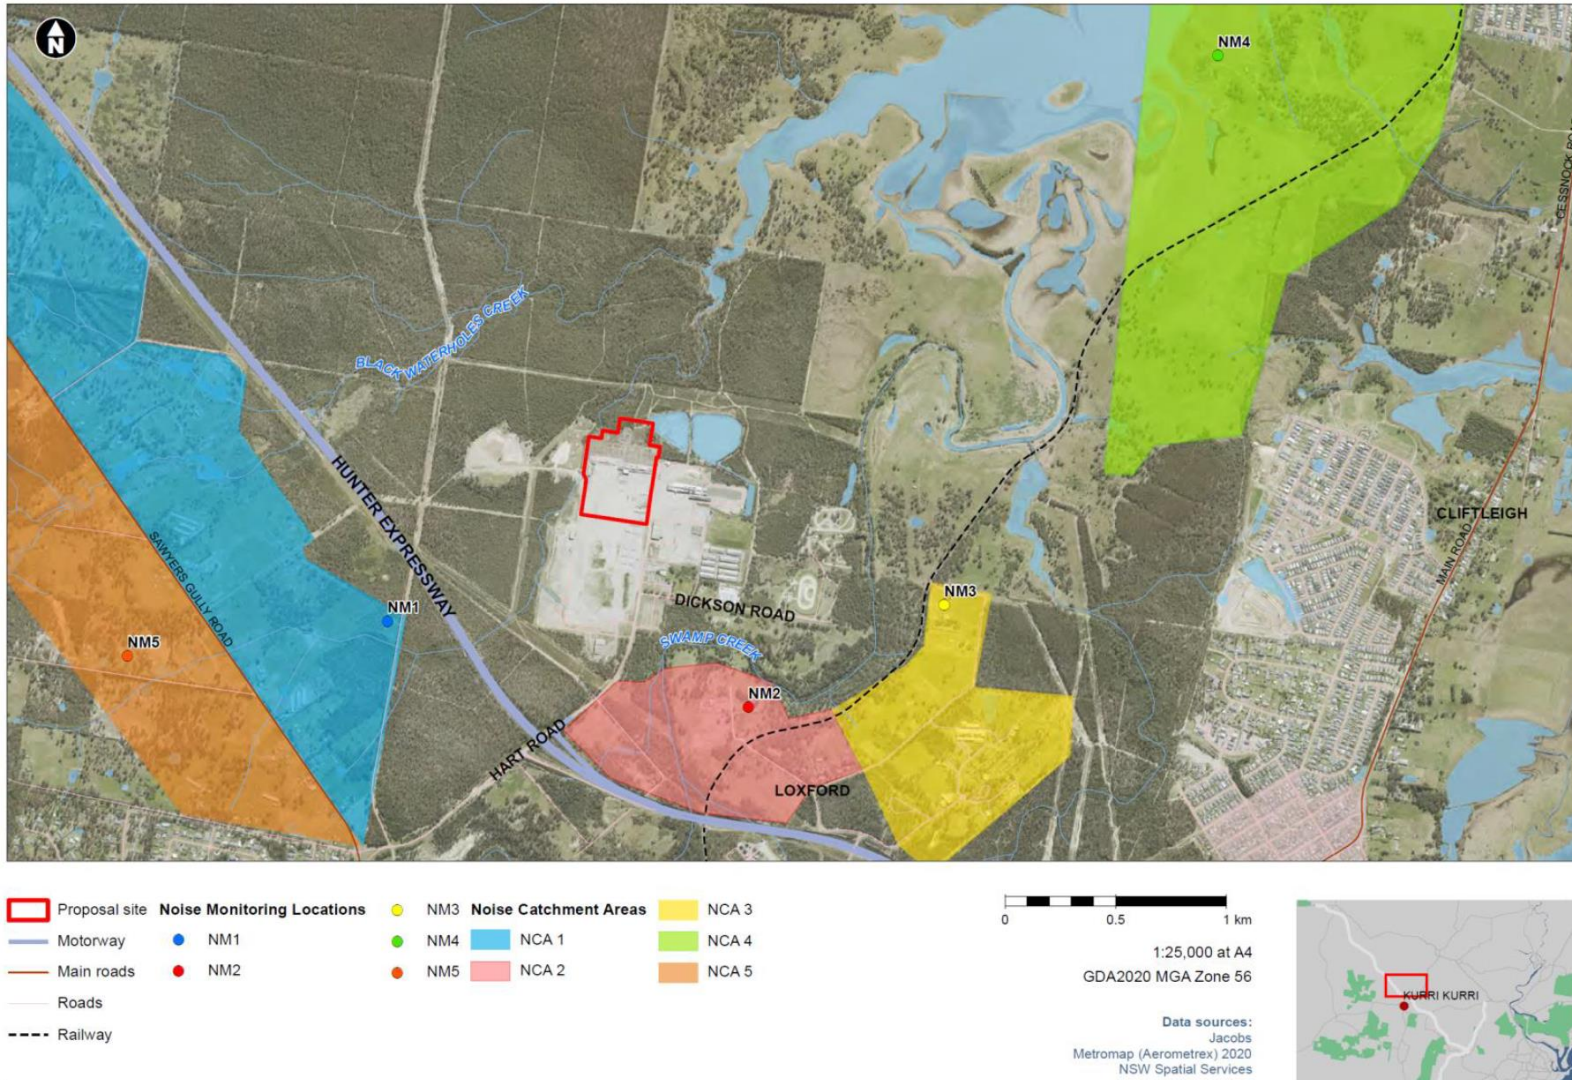 N
NM4
CESSNOCK ROAD
BLACK WATERHOLES CREEK
HUNTER EXPRESSWAY
CLIFTLEIGH
MAIN ROAD
SAWYERS GULLY ROAD
NM1
NM3
DICKSON ROAD
SWAMP CREEK
NM5
NM2
HART ROAD
LOXFORD
Proposal site
Motorway
Main roads
Roads
Railway
Noise Monitoring Locations
NM1
NM2
NM3
NM4
NM5
Noise Catchment Areas
NCA 1
NCA 2
NCA 3
NCA 4
NCA 5
0 0.5 1 km
1:25,000 at A4
GDA2020 MGA Zone 56
Data sources:
Jacobs
Metromap (Aerometrex) 2020
NSW Spatial Services
KURRI KURRI